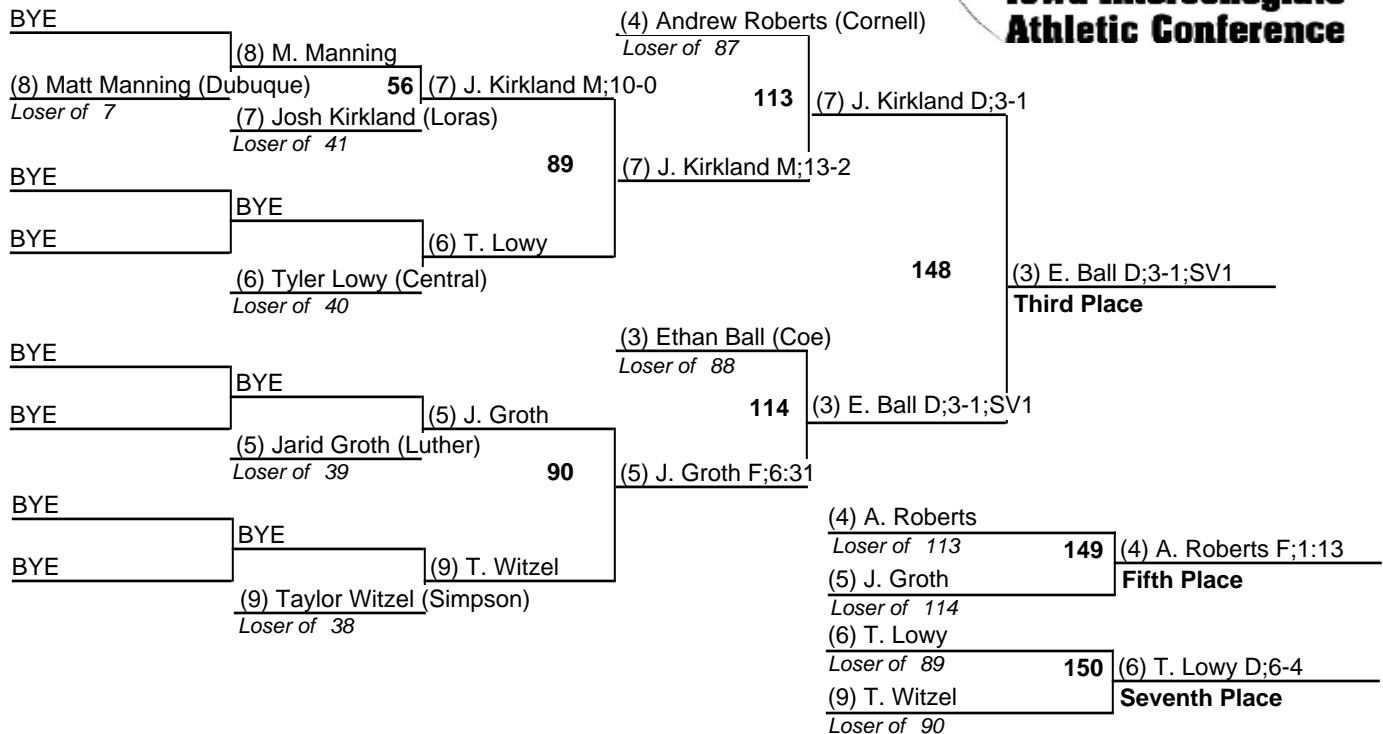 Iowa Intercollegiate
Athletic Conference
BYE
(8) M. Manning
(8) Matt Manning (Dubuque)
Loser of 7
56
(7) J. Kirkland M;10-0
(7) Josh Kirkland (Loras)
Loser of 41
BYE
BYE
BYE
(6) T. Lowy
(6) Tyler Lowy (Central)
Loser of 40
89
(4) Andrew Roberts (Cornell)
Loser of 87
113
(7) J. Kirkland M;13-2
(7) J. Kirkland D;3-1
BYE
BYE
BYE
(5) J. Groth
(5) Jarid Groth (Luther)
Loser of 39
BYE
BYE
BYE
(9) T. Witzel
(9) Taylor Witzel (Simpson)
Loser of 38
90
(3) Ethan Ball (Coe)
Loser of 88
114
(5) J. Groth F;6:31
(3) E. Ball D;3-1;SV1
148
(3) E. Ball D;3-1;SV1
Third Place
(4) A. Roberts
Loser of 113
149
(4) A. Roberts F;1:13
(5) J. Groth
Fifth Place
Loser of 114
(6) T. Lowy
Loser of 89
150
(6) T. Lowy D;6-4
(9) T. Witzel
Seventh Place
Loser of 90